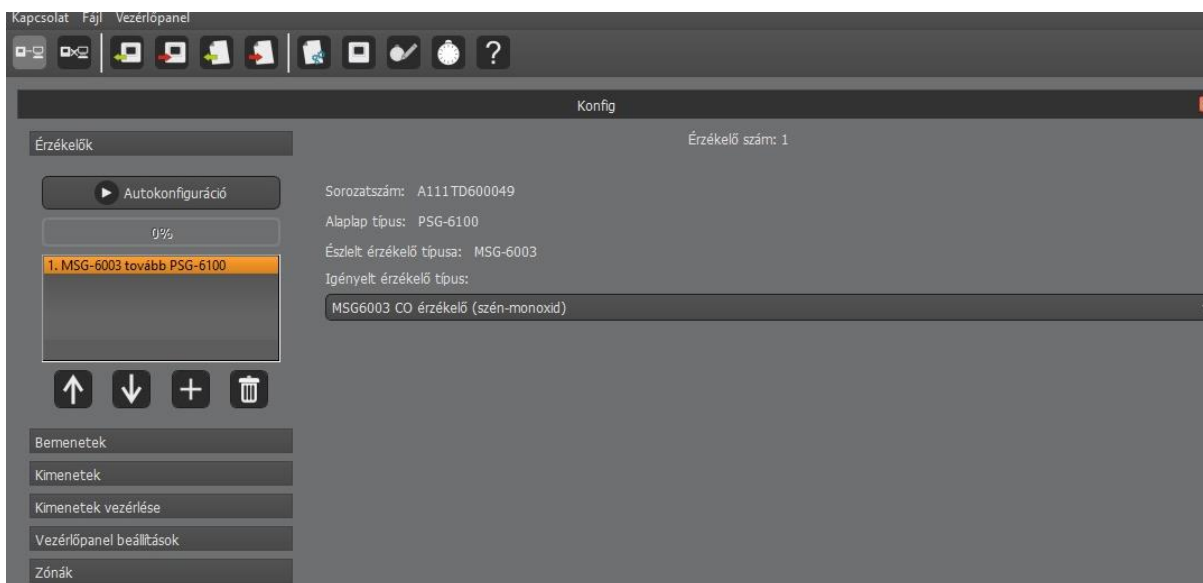 Kapcsolat Fájl Vezérlőpanel
?
Konfig
Érzékelők
Érzékelő szám: 1
Autokonfiguráció
0%
1. MSG-6003 tovább PSG-6100
Sorozatszám: A111TD600049
Alaplap típus: PSG-6100
Észlelt érzékelő típusa: MSG-6003
Igényelt érzékelő típus:
MSG6003 CO érzékelő (szén-monoxid)
Bemenetek
Kimenetek
Kimenetek vezérlése
Vezérlőpanel beállítások
Zónák